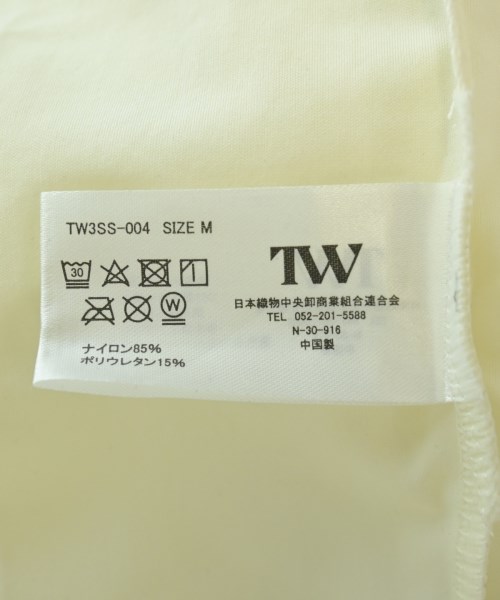 TW3SS-004 SIZE M
30
W
ナイロン85%
ポリウレタン15%
TW
日本織物中央卸商業組合連合会
TEL 052-201-5588
N-30-916
中国製